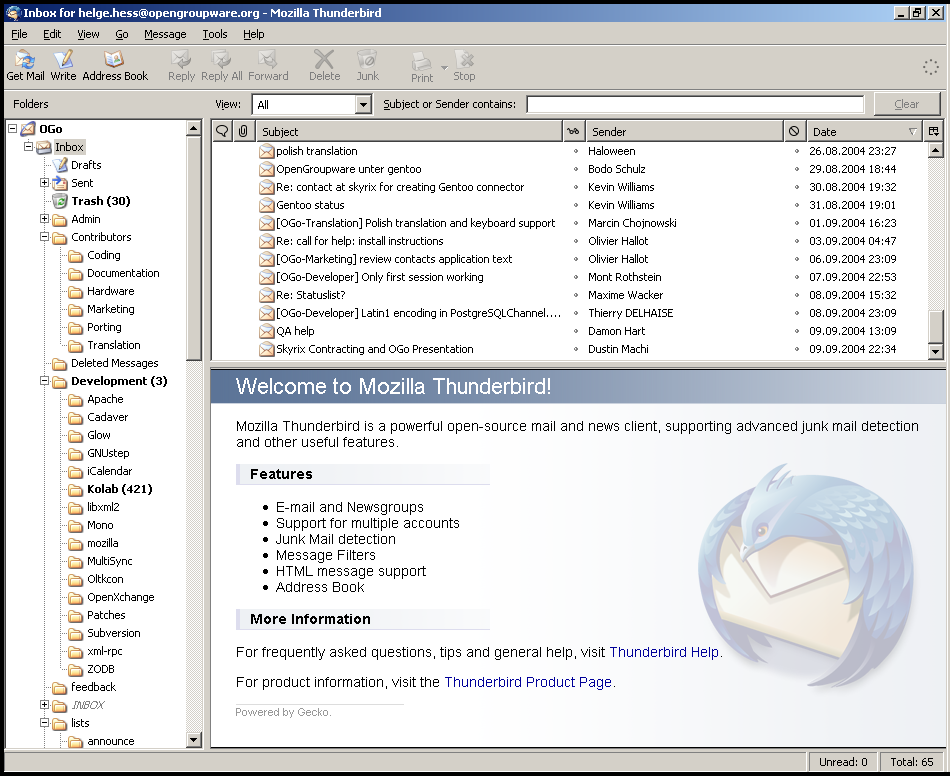 Inbox for helge.hess@opengroupware.org - Mozilla Thunderbird
File Edit View Go Message Tools Help
Get Mail Write Address Book Reply Reply All Forward Delete Junk Print Stop
Folders View: All Subject or Sender contains: Clear
OGo
Inbox
Drafts
Sent
Trash (30)
Admin
Contributors
Coding
Documentation
Hardware
Marketing
Porting
Translation
Deleted Messages
Development (3)
Apache
Cadaver
Glow
GNUstep
iCalendar
Kolab (421)
libxml2
Mono
mozilla
MultiSync
Oltkcon
OpenXchange
Patches
Subversion
xml-rpc
ZODB
feedback
INBOX
lists
announce
Subject Sender Date
polish translation Haloween 26.08.2004 23:27
OpenGroupware unter gentoo Bodo Schulz 29.08.2004 18:44
Re: contact at skyrix for creating Gentoo connector Kevin Williams 30.08.2004 19:32
Gentoo status Kevin Williams 31.08.2004 19:01
[OGo-Translation] Polish translation and keyboard support Marcin Chojnowski 01.09.2004 16:23
Re: call for help: install instructions Olivier Hallot 03.09.2004 04:47
[OGo-Marketing] review contacts application text Olivier Hallot 06.09.2004 23:09
[OGo-Developer] Only first session working Mont Rothstein 07.09.2004 22:53
Re: Statuslist? Maxime Wacker 08.09.2004 15:32
[OGo-Developer] Latin1 encoding in PostgreSQLChannel.... Thierry DELHAISE 08.09.2004 23:09
QA help Damon Hart 09.09.2004 13:09
Skyrix Contracting and OGo Presentation Dustin Machi 09.09.2004 22:34
Welcome to Mozilla Thunderbird!
Mozilla Thunderbird is a powerful open-source mail and news client, supporting advanced junk mail detection
and other useful features.
Features
• E-mail and Newsgroups
• Support for multiple accounts
• Junk Mail detection
• Message Filters
• HTML message support
• Address Book
More Information
For frequently asked questions, tips and general help, visit Thunderbird Help.
For product information, visit the Thunderbird Product Page.
Powered by Gecko.
Unread: 0 Total: 65